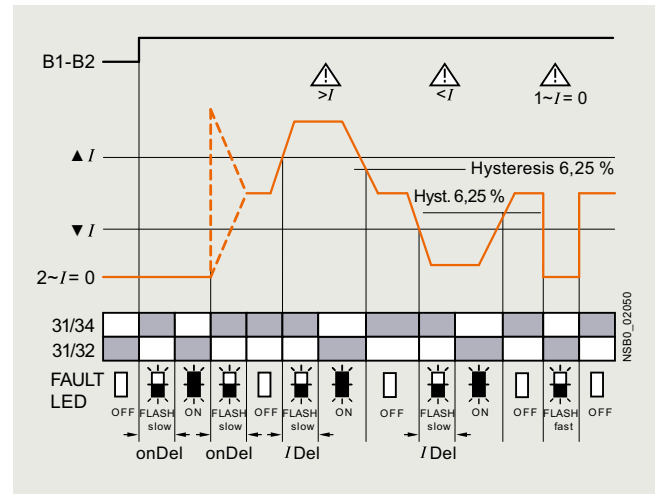 B1-B2
>I
<I
1~I = 0
▲ I
Hysteresis 6,25 %
Hyst. 6,25 %
▼ I
2~I = 0
NSB0_02050
31/34
31/32
FAULT LED
OFF FLASH slow ON FLASH slow OFF FLASH slow ON OFF FLASH slow ON OFF FLASH fast OFF
onDel onDel I Del I Del